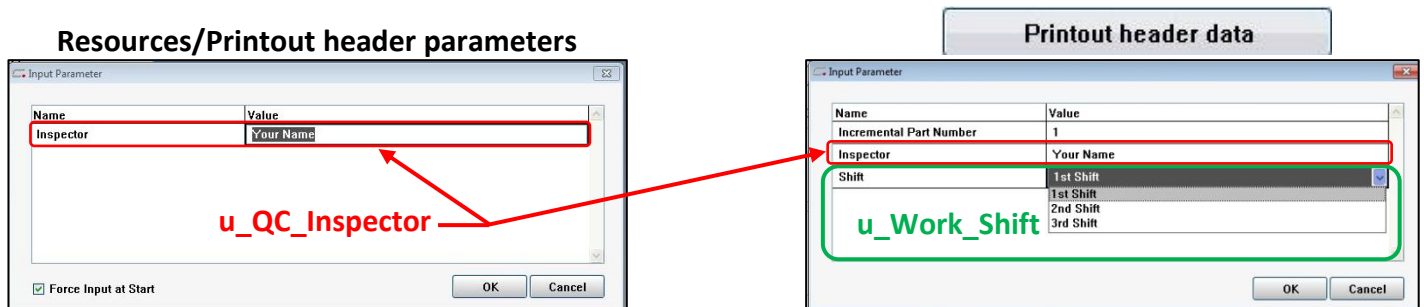 Resources/Printout header parameters
Input Parameter
Name Value
Inspector Your Name
u_QC_Inspector
Force Input at Start
OK Cancel
Printout header data
Input Parameter
Name Value
Incremental Part Number 1
Inspector Your Name
Shift 1st Shift
1st Shift
2nd Shift
3rd Shift
u_Work_Shift
OK Cancel